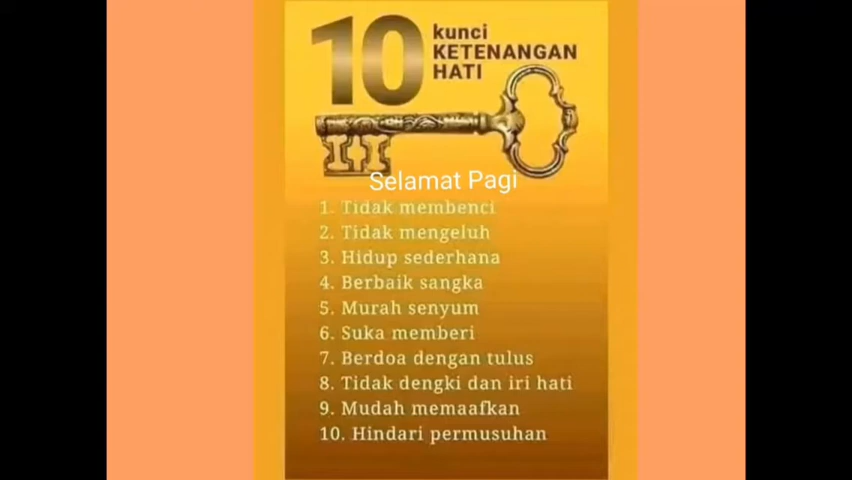 10 kunci
KETENANGAN
HATI
Selamat Pagi
1. Tidak membenci
2. Tidak mengeluh
3. Hidup sederhana
4. Berbaik sangka
5. Murah senyum
6. Suka memberi
7. Berdoa dengan tulus
8. Tidak dengki dan iri hati
9. Mudah memaafkan
10. Hindari permusuhan